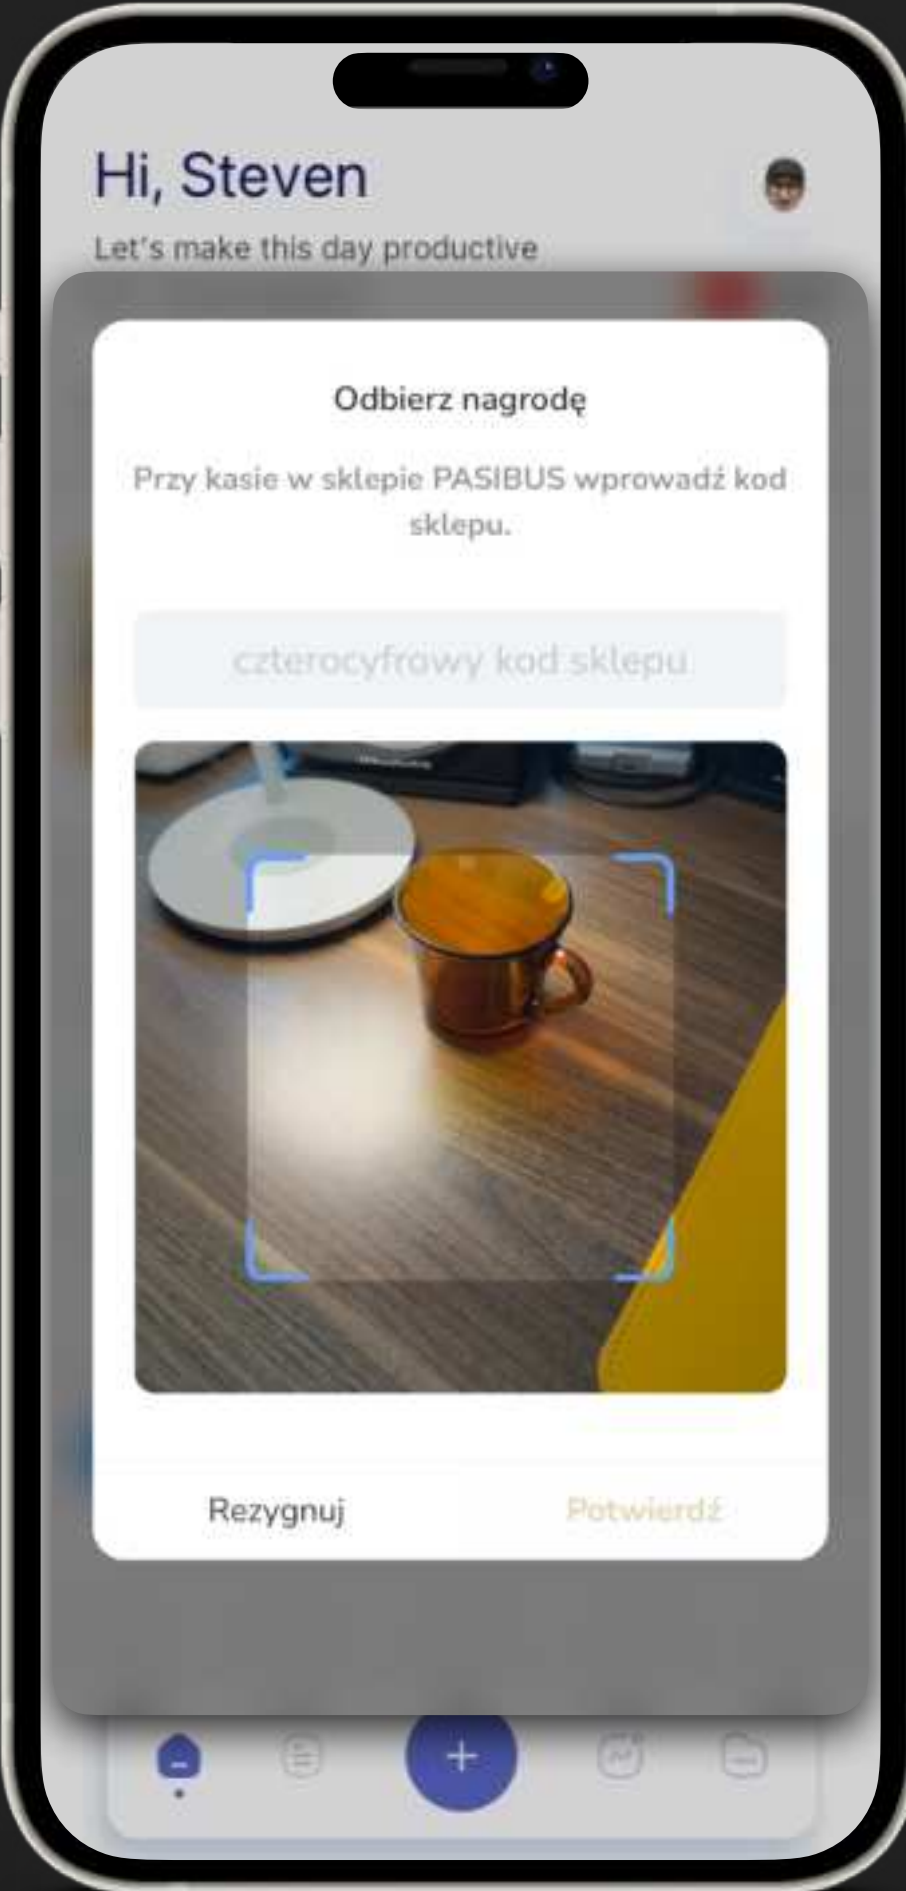 Hi, Steven
Let's make this day productive
Odbierz nagrodę
Przy kasie w sklepie PASIBUS wprowadź kod
sklepu.
czterocyfrowy kod sklepu
Rezygnuj
Potwierdź